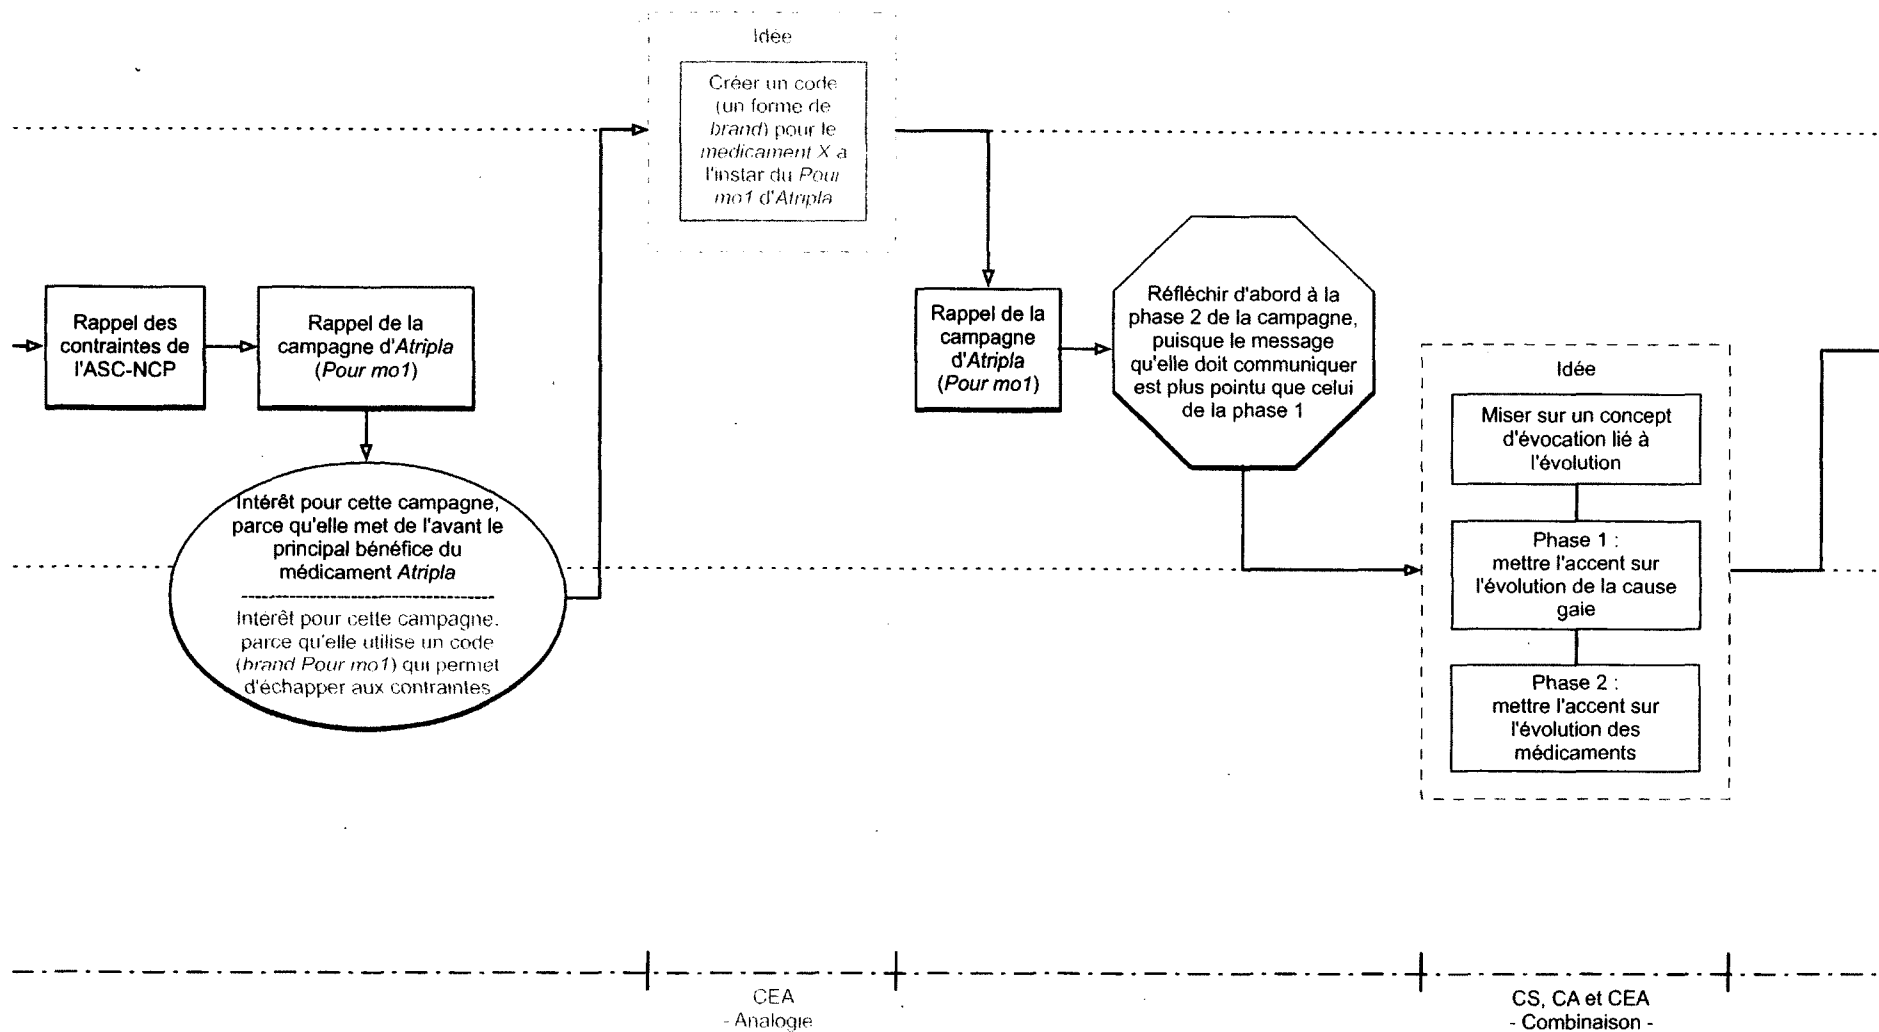 Idée
Créer un code
(un forme de
brand) pour le
medicament X a
l'instar du Pour
mo1 d'Atripla
Rappel des
contraintes de
l'ASC-NCP
Rappel de la
campagne d'Atripla
(Pour mo1)
Intérêt pour cette campagne,
parce qu'elle met de l'avant le
principal bénéfice du
médicament Atripla
Intérêt pour cette campagne.
parce qu'elle utilise un code
(brand Pour mo1) qui permet
d'échapper aux contraintes
Rappel de la
campagne
d'Atripla
(Pour mo1)
Réfléchir d'abord à la
phase 2 de la campagne,
puisque le message
qu'elle doit communiquer
est plus pointu que celui
de la phase 1
Idée
Miser sur un concept
d'évocation lié à
l'évolution
Phase 1 :
mettre l'accent sur
l'évolution de la cause
gaie
Phase 2 :
mettre l'accent sur
l'évolution des
médicaments
CEA
- Analogie
CS, CA et CEA
- Combinaison -